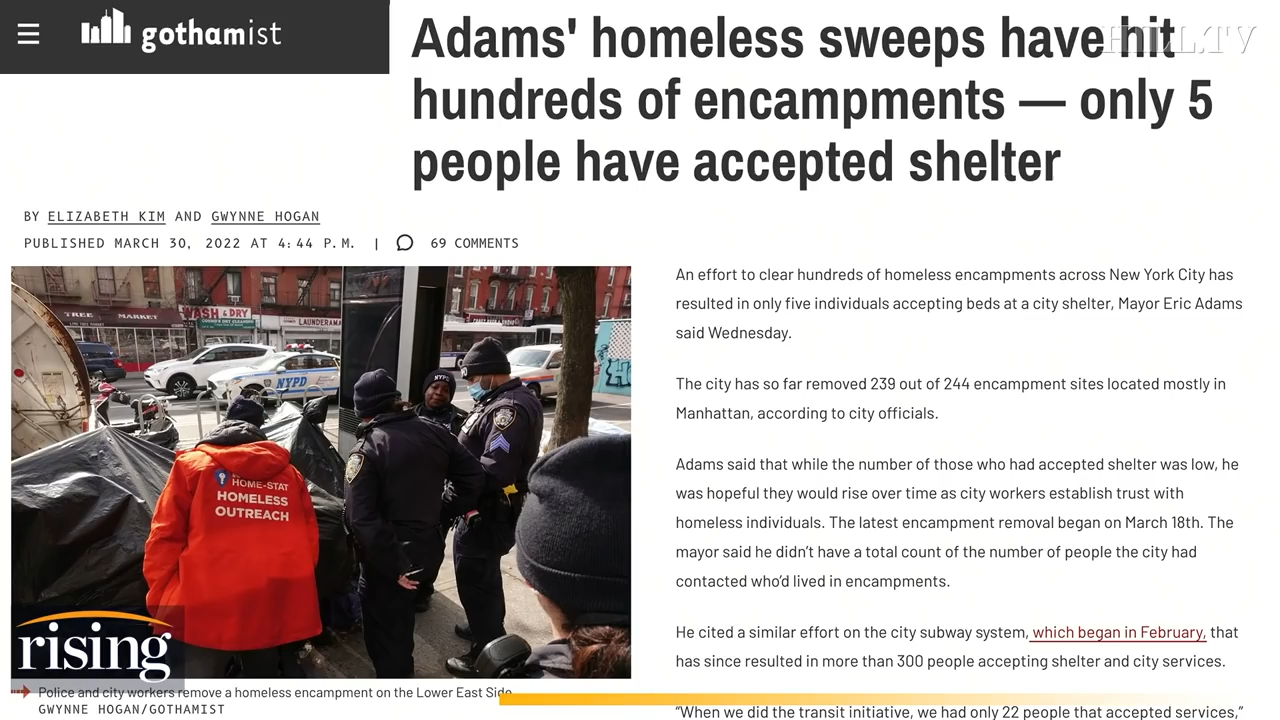 gothamist
HILL.TV
Adams' homeless sweeps have hit
hundreds of encampments — only 5
people have accepted shelter
BY ELIZABETH KIM AND GWYNNE HOGAN
PUBLISHED MARCH 30, 2022 AT 4:44 P.M. | 69 COMMENTS
TREE MARKET
WASH & DRY
LAUNDERAMA
NYPD
NYPD
HOME-STAT
HOMELESS
OUTREACH
rising
Police and city workers remove a homeless encampment on the Lower East Side
GWYNNE HOGAN/GOTHAMIST
An effort to clear hundreds of homeless encampments across New York City has
resulted in only five individuals accepting beds at a city shelter, Mayor Eric Adams
said Wednesday.
The city has so far removed 239 out of 244 encampment sites located mostly in
Manhattan, according to city officials.
Adams said that while the number of those who had accepted shelter was low, he
was hopeful they would rise over time as city workers establish trust with
homeless individuals. The latest encampment removal began on March 18th. The
mayor said he didn't have a total count of the number of people the city had
contacted who'd lived in encampments.
He cited a similar effort on the city subway system, which began in February, that
has since resulted in more than 300 people accepting shelter and city services.
"When we did the transit initiative, we had only 22 people that accepted services,"